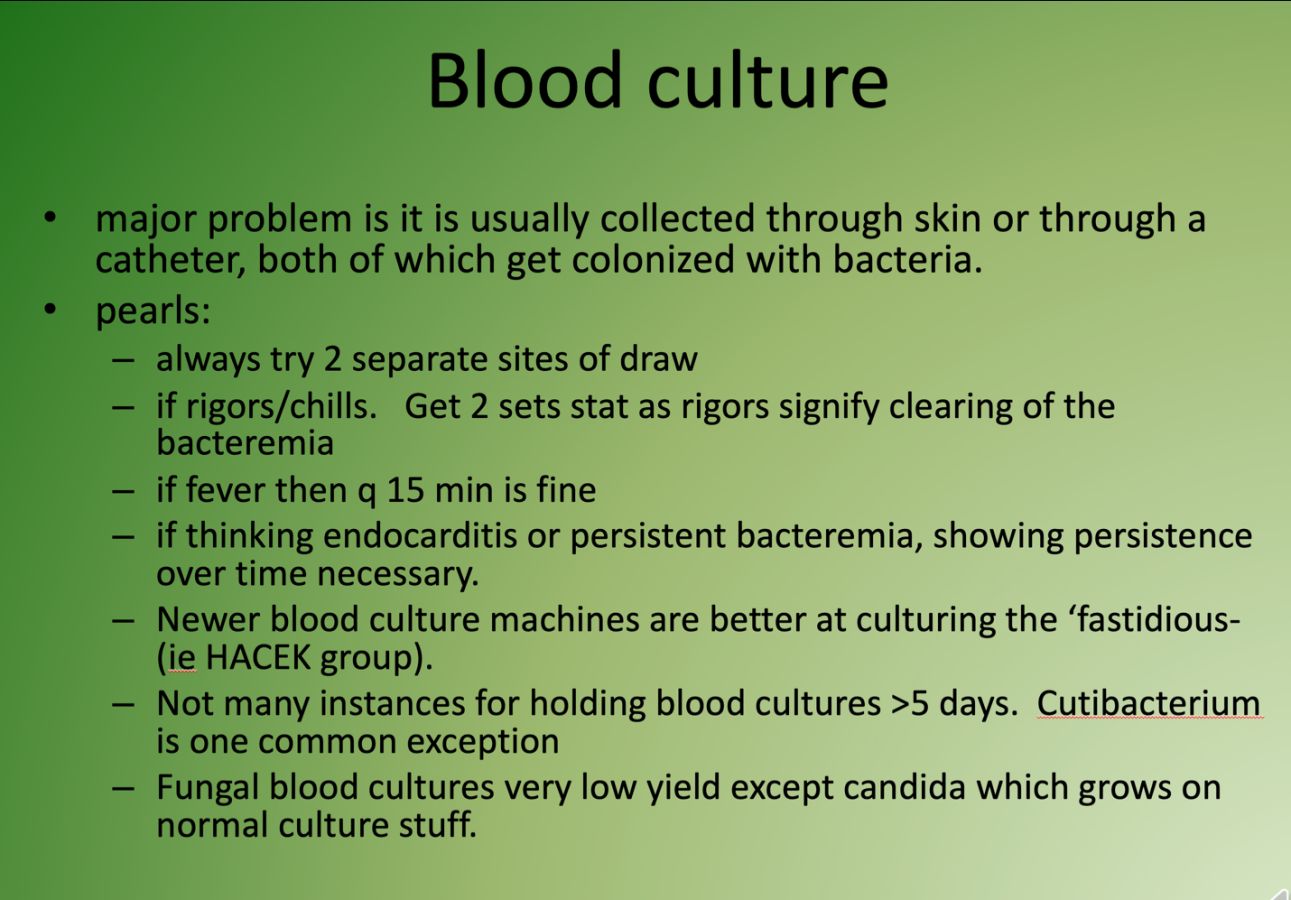 Blood culture
• major problem is it is usually collected through skin or through a
catheter, both of which get colonized with bacteria.
• pearls:
– always try 2 separate sites of draw
– if rigors/chills.   Get 2 sets stat as rigors signify clearing of the
bacteremia
– if fever then q 15 min is fine
– if thinking endocarditis or persistent bacteremia, showing persistence
over time necessary.
– Newer blood culture machines are better at culturing the ‘fastidious-
(ie HACEK group).
– Not many instances for holding blood cultures >5 days.  Cutibacterium
is one common exception
– Fungal blood cultures very low yield except candida which grows on
normal culture stuff.